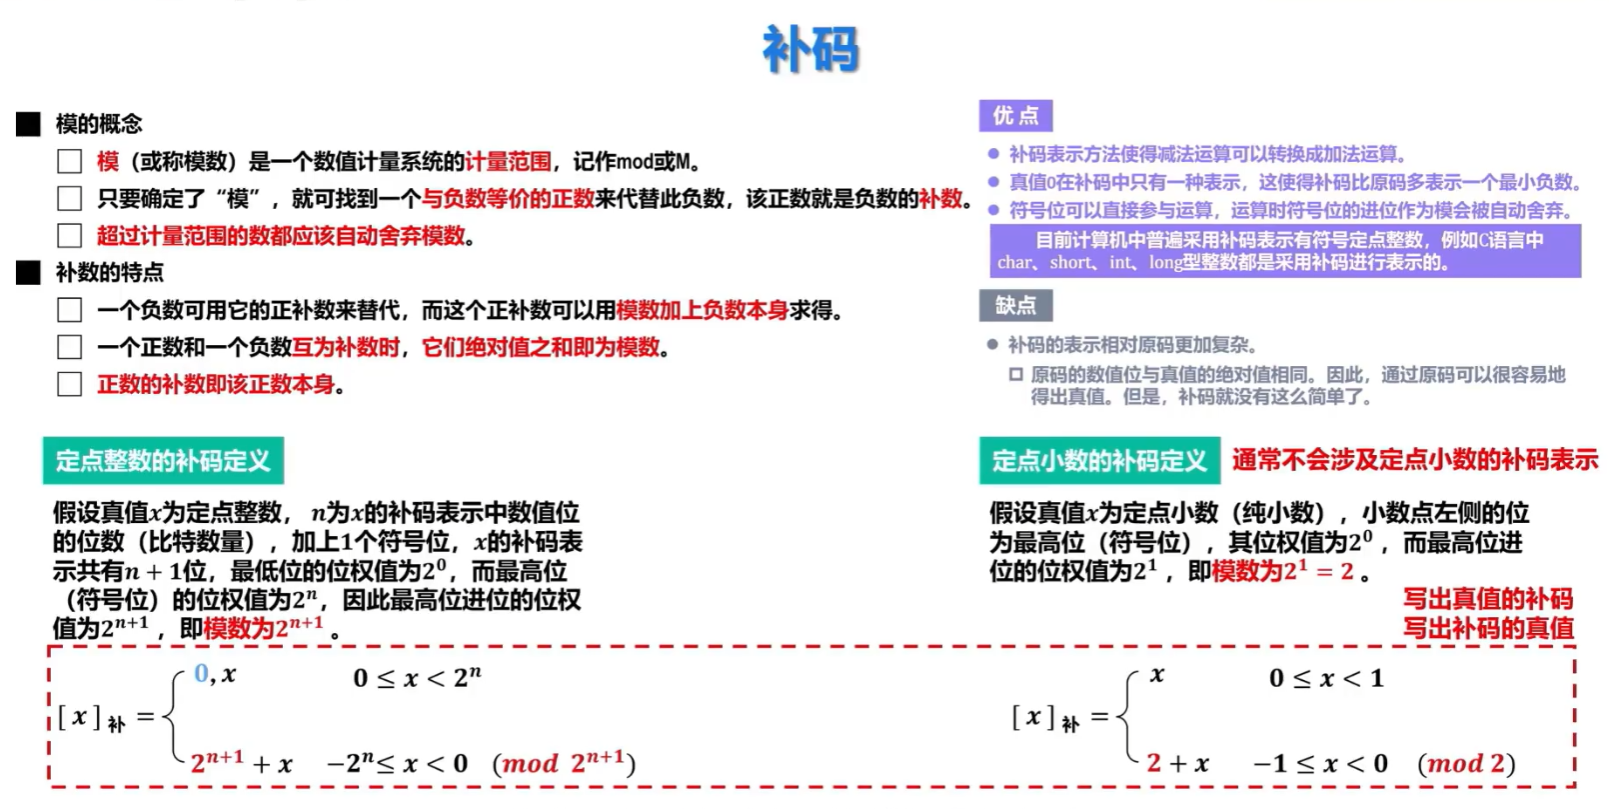 补码
模的概念
模（或称模数）是一个数值计量系统的计量范围，记作mod或M。
只要确定了“模”，就可找到一个与负数等价的正数来代替此负数，该正数就是负数的补数。
超过计量范围的数都应该自动舍弃模数。
补数的特点
一个负数可用它的正补数来替代，而这个正补数可以用模数加上负数本身求得。
一个正数和一个负数互为补数时，它们绝对值之和即为模数。
正数的补数即该正数本身。
优点
补码表示方法使得减法运算可以转换成加法运算。
真值0在补码中只有一种表示，这使得补码比原码多表示一个最小负数。
符号位可以直接参与运算，运算时符号位的进位作为模会被自动舍弃。
目前计算机中普遍采用补码表示有符号定点整数，例如C语言中
char、short、int、long型整数都是采用补码进行表示的。
缺点
补码的表示相对原码更加复杂。
原码的数值位与真值的绝对值相同。因此，通过原码可以很容易地
得出真值。但是，补码就没有这么简单了。
定点整数的补码定义
假设真值x为定点整数， n为x的补码表示中数值位
的位数（比特数量），加上1个符号位，x的补码表
示共有n + 1位，最低位的位权值为2⁰，而最高位
（符号位）的位权值为2ⁿ，因此最高位进位的位权
值为2ⁿ⁺¹ ，即模数为2ⁿ⁺¹ 。
[ x ]补 = { 0, x  0 ≤ x < 2ⁿ
2ⁿ⁺¹ + x  −2ⁿ≤ x < 0 (mod 2ⁿ⁺¹)
定点小数的补码定义 通常不会涉及定点小数的补码表示
假设真值x为定点小数（纯小数），小数点左侧的位
为最高位（符号位），其位权值为2⁰ ，而最高位进
位的位权值为2¹ ，即模数为2¹ = 2 。
写出真值的补码
写出补码的真值
[ x ]补 = { x  0 ≤ x < 1
2 + x  −1 ≤ x < 0 (mod 2)